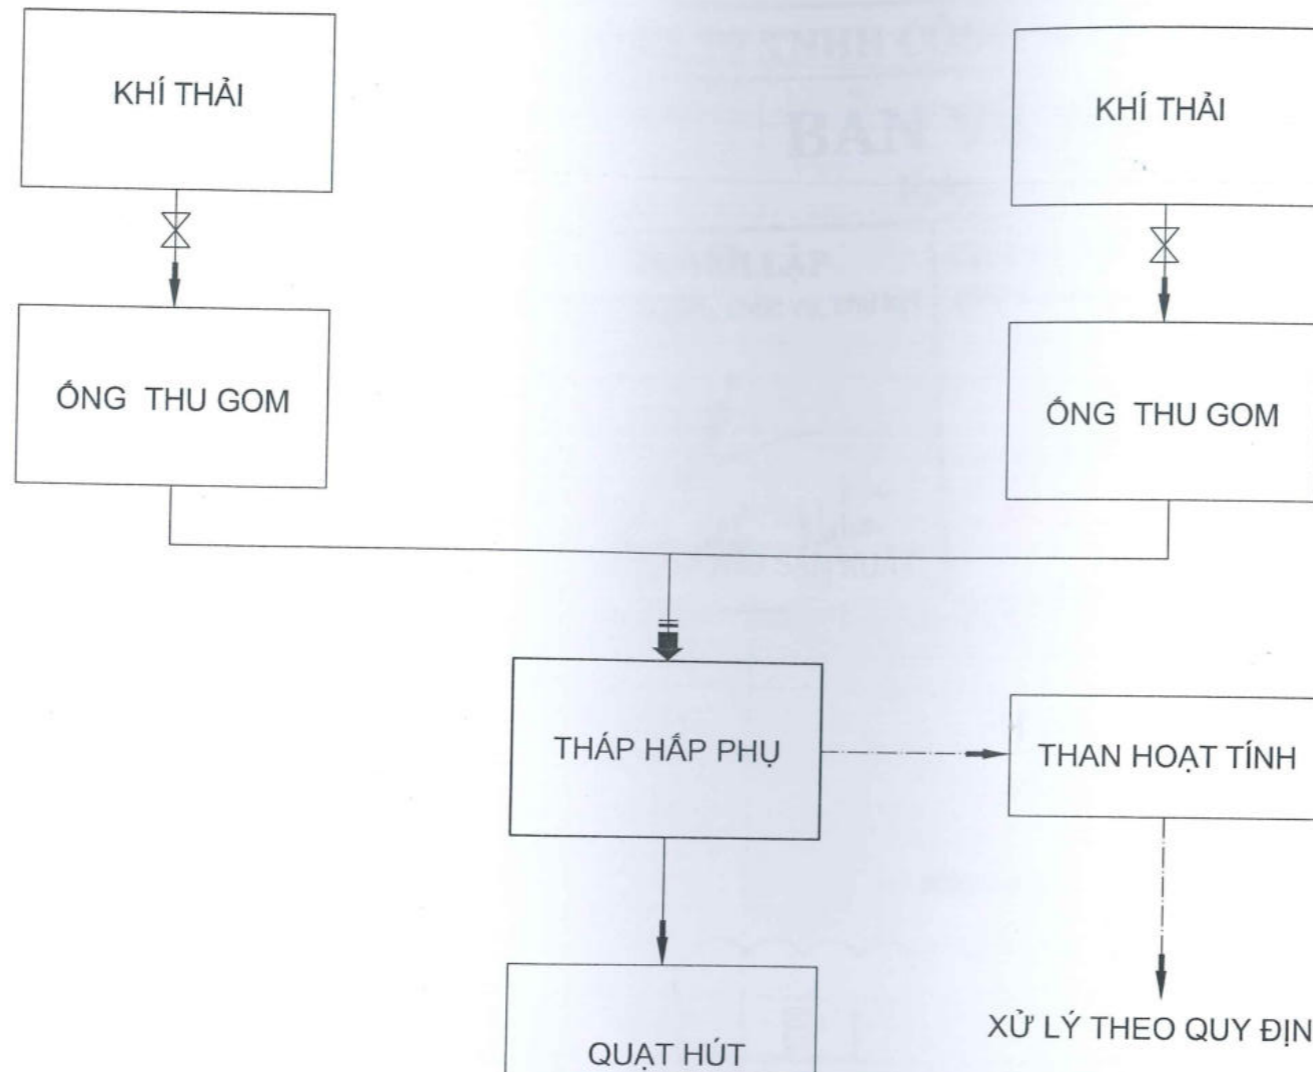 KHÍ THẢI
KHÍ THẢI
ỐNG THU GOM
ỐNG THU GOM
THÁP HẤP PHỤ
THAN HOẠT TÍNH
XỬ LÝ THEO QUY ĐỊN
QUẠT HÚT